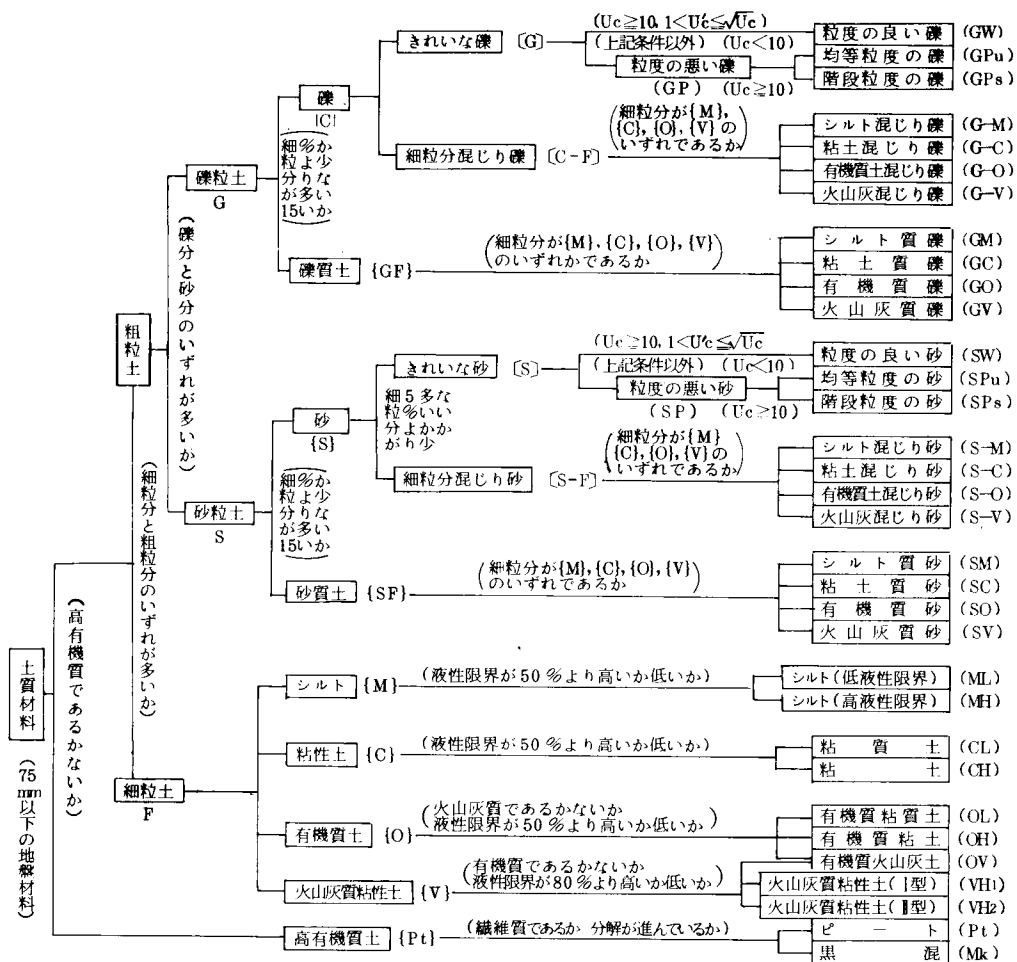 土質材料
(75mm以下の地盤材料)
(高有機質であるかないか)
粗粒土
(細粒分と粗粒分のいずれが多いか)
(礫分と砂分のいずれが多いか)
礫粒土
G
(細粒分が15%より多いか少ないか)
礫
{C}
きれいな礫 〔G〕
(Uc≧10, 1<U'c≦√Uc)
粒度の良い礫 (GW)
(上記条件以外) (Uc<10)
粒度の悪い礫
(GP) (Uc≧10)
均等粒度の礫 (GPu)
階段粒度の礫 (GPs)
細粒分混じり礫 〔C-F〕
(細粒分が{M},
{C}, {O}, {V}の
いずれであるか)
シルト混じり礫 (G-M)
粘土混じり礫 (G-C)
有機質土混じり礫 (G-O)
火山灰混じり礫 (G-V)
礫質土 {GF}
(細粒分が{M}, {C}, {O}, {V}
のいずれかであるか)
シルト質礫 (GM)
粘土質礫 (GC)
有機質礫 (GO)
火山灰質礫 (GV)
砂粒土
S
(細粒分が15%より多いか少ないか)
砂
{S}
細粒分が5%より多いか少ないか
きれいな砂 〔S〕
(Uc≧10, 1<U'c≦√Uc
粒度の良い砂 (SW)
(上記条件以外) (Uc<10)
粒度の悪い砂
(SP) (Uc≧10)
均等粒度の砂 (SPu)
階段粒度の砂 (SPs)
細粒分混じり砂 〔S-F〕
(細粒分が{M}
{C}, {O}, {V}の
いずれであるか)
シルト混じり砂 (S-M)
粘土混じり砂 (S-C)
有機質土混じり砂 (S-O)
火山灰混じり砂 (S-V)
砂質土 {SF}
(細粒分が{M}, {C}, {O}, {V}
のいずれであるか)
シルト質砂 (SM)
粘土質砂 (SC)
有機質砂 (SO)
火山灰質砂 (SV)
細粒土
F
シルト {M}
(液性限界が50%より高いか低いか)
シルト(低液性限界) (ML)
シルト(高液性限界) (MH)
粘性土 {C}
(液性限界が50%より高いか低いか)
粘質土 (CL)
粘土 (CH)
有機質土 {O}
(火山灰質であるかないか
液性限界が50%より高いか低いか)
有機質粘質土 (OL)
有機質粘土 (OH)
有機質火山灰土 (OV)
火山灰質粘性土 {V}
(有機質であるかないか
液性限界が80%より高いか低いか)
火山灰質粘性土(Ⅰ型) (VH1)
火山灰質粘性土(Ⅱ型) (VH2)
高有機質土 {Pt}
(繊維質であるか 分解が進んでいるか)
ピート (Pt)
黒混 (Mk)